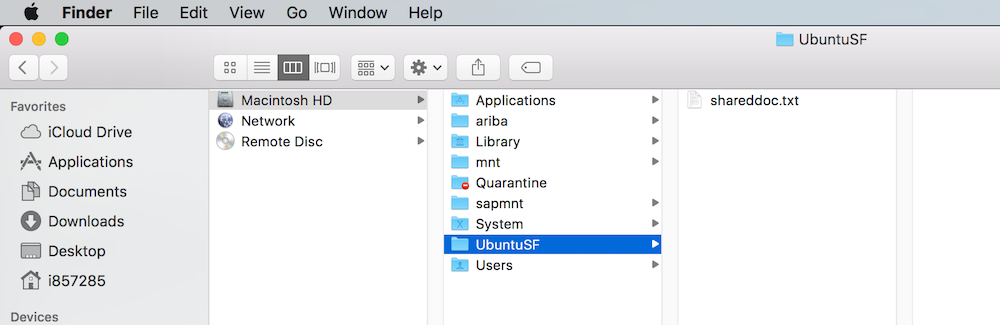 Finder File Edit View Go Window Help
UbuntuSF
Favorites
iCloud Drive
Applications
Documents
Downloads
Desktop
i857285
Devices
Macintosh HD
Network
Remote Disc
Applications
ariba
Library
mnt
Quarantine
sapmnt
System
UbuntuSF
Users
shareddoc.txt